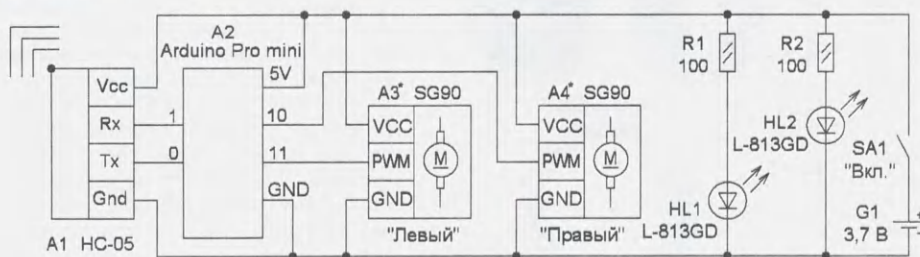 A2
Arduino Pro mini
Vcc
Rx
Tx
Gnd
A1 HC-05
1
0
5V
10
11
GND
A3* SG90
VCC
PWM
GND
M
"Левый"
A4* SG90
VCC
PWM
GND
M
"Правый"
R1
100
R2
100
HL2
L-813GD
HL1
L-813GD
SA1
"Вкл."
G1
3,7 В
+